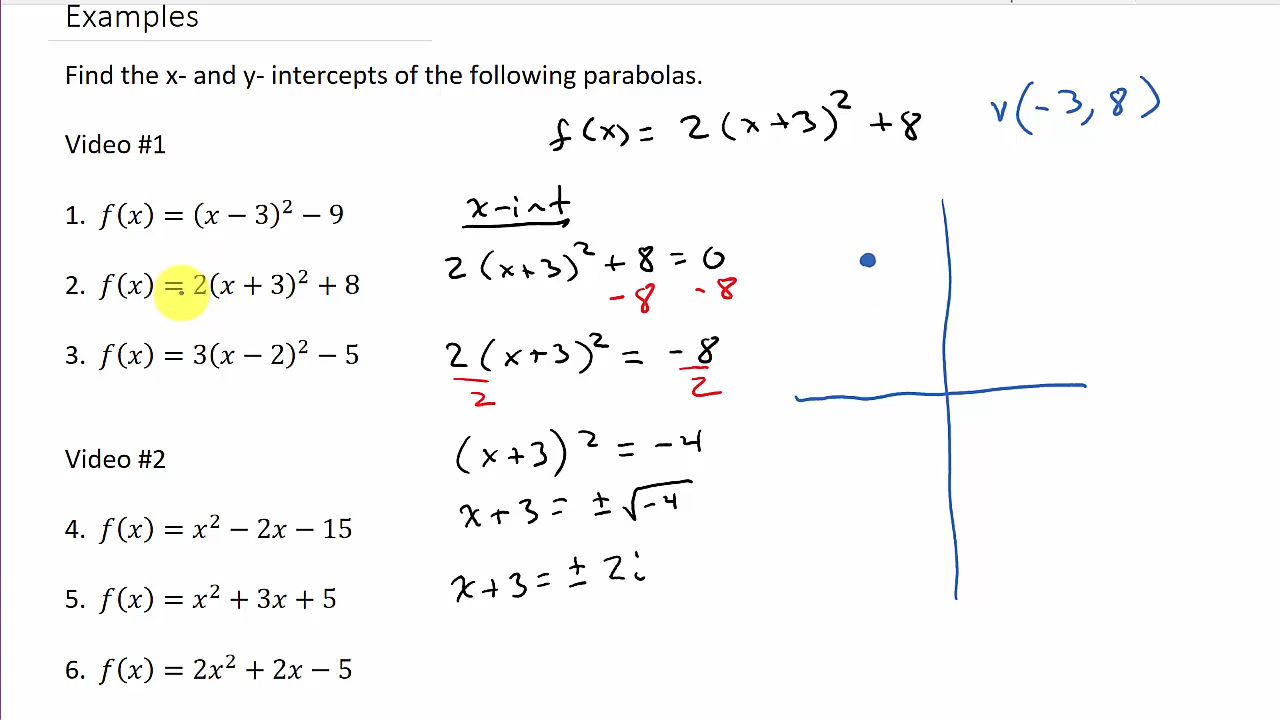 Examples
Find the x- and y- intercepts of the following parabolas.
Video #1
1. f(x) = (x − 3)² − 9
2. f(x) = 2(x + 3)² + 8
3. f(x) = 3(x − 2)² − 5
Video #2
4. f(x) = x² − 2x − 15
5. f(x) = x² + 3x + 5
6. f(x) = 2x² + 2x − 5
f(x) = 2(x+3)² + 8
x-int
2(x+3)² + 8 = 0
-8 -8
2(x+3)² = -8
2 2
(x+3)² = -4
x+3 = ±√-4
x+3 = ± 2i
v(-3, 8)